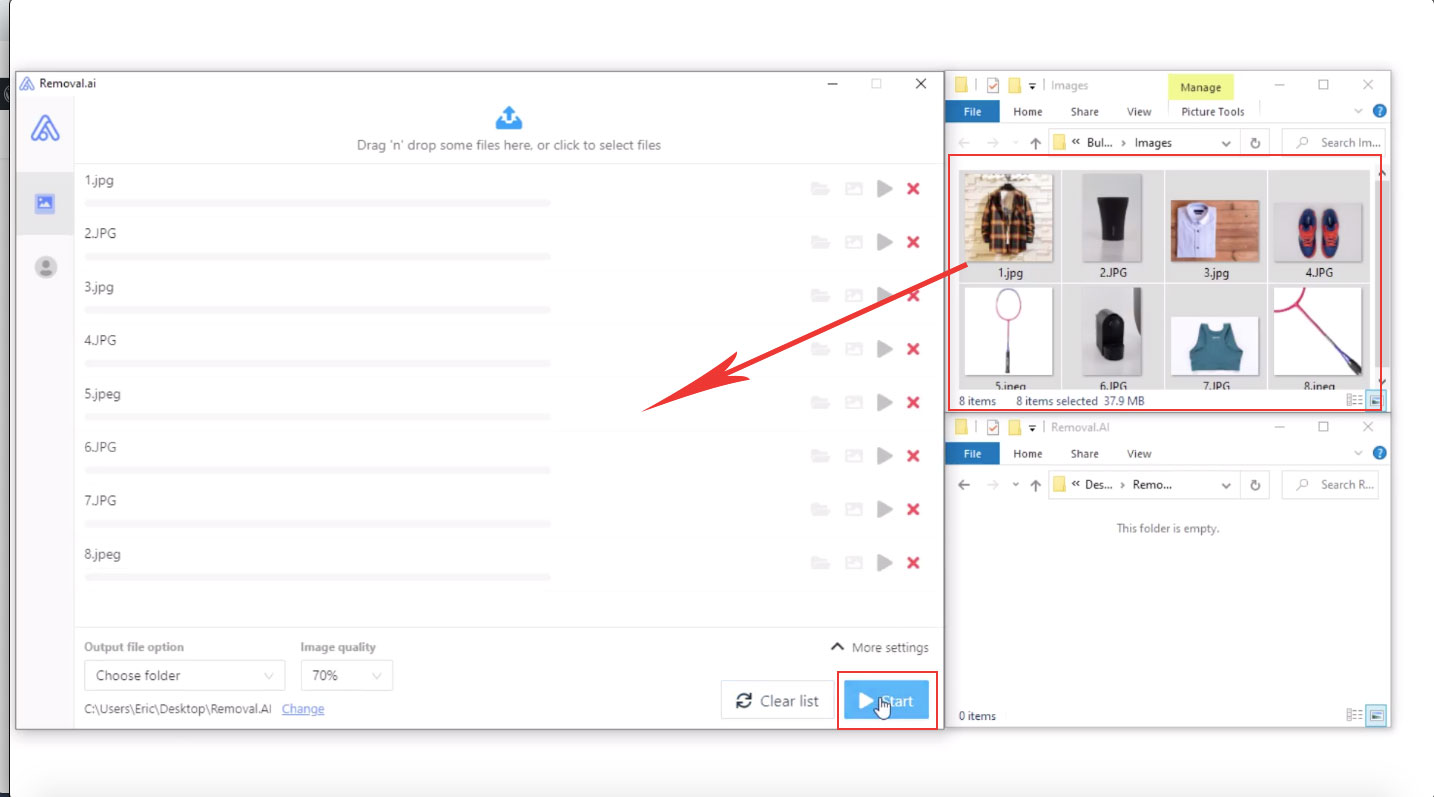 Removal.ai
Drag 'n' drop some files here, or click to select files
1.jpg
2.JPG
3.jpg
4.JPG
5.jpeg
6.JPG
7.JPG
8.jpeg
Output file option
Image quality
More settings
Choose folder
70%
Clear list
Start
C:\Users\Eric\Desktop\Removal.AI
Change
Images
Manage
File
Home
Share
View
Picture Tools
« Bul... › Images
Search Im...
1.jpg
2.JPG
3.jpg
4.JPG
5.jpeg
6.JPG
7.JPG
8.jpeg
8 items
8 items selected 37.9 MB
Removal.AI
File
Home
Share
View
« Des... › Remo...
Search R...
This folder is empty.
0 items